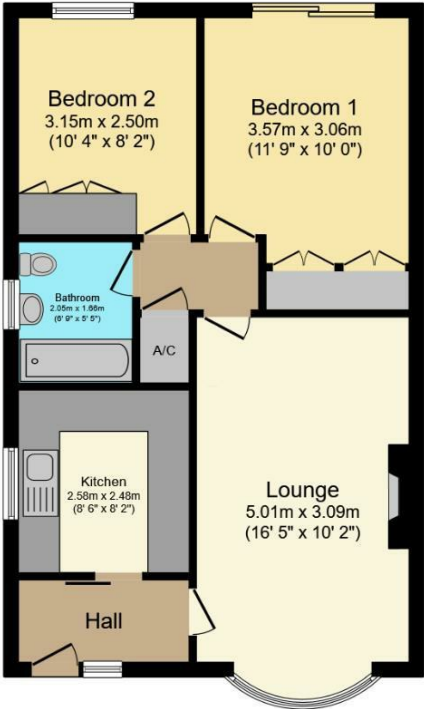 Bedroom 2
3.15m x 2.50m
(10' 4" x 8' 2")
Bedroom 1
3.57m x 3.06m
(11' 9" x 10' 0")
Bathroom
2.05m x 1.66m
(6' 9" x 5' 5")
A/C
Kitchen
2.58m x 2.48m
(8' 6" x 8' 2")
Lounge
5.01m x 3.09m
(16' 5" x 10' 2")
Hall